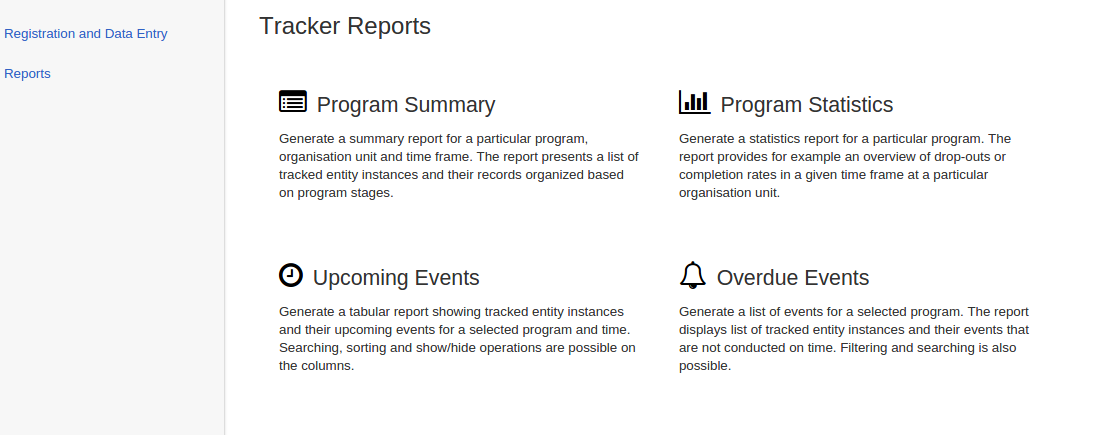 Registration and Data Entry
Reports
Tracker Reports
Program Summary
Generate a summary report for a particular program,
organisation unit and time frame. The report presents a list of
tracked entity instances and their records organized based
on program stages.
Program Statistics
Generate a statistics report for a particular program. The
report provides for example an overview of drop-outs or
completion rates in a given time frame at a particular
organisation unit.
Upcoming Events
Generate a tabular report showing tracked entity instances
and their upcoming events for a selected program and time.
Searching, sorting and show/hide operations are possible on
the columns.
Overdue Events
Generate a list of events for a selected program. The report
displays list of tracked entity instances and their events that
are not conducted on time. Filtering and searching is also
possible.